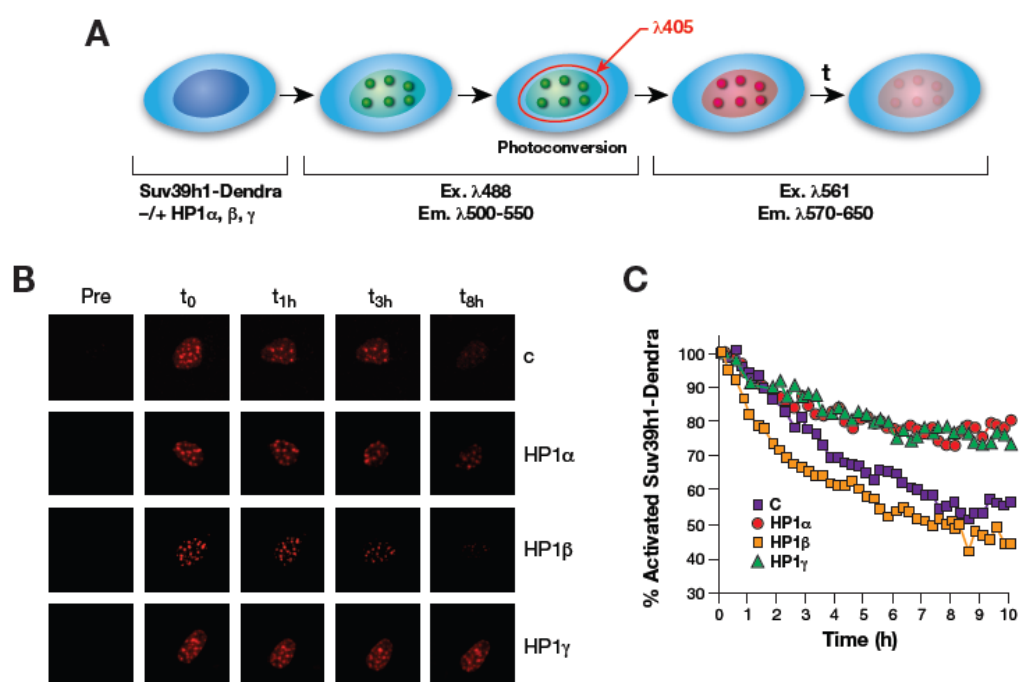 A
λ405
t
Photoconversion
Suv39h1-Dendra
–/+ HP1α, β, γ
Ex. λ488
Em. λ500-550
Ex. λ561
Em. λ570-650
B
Pre
t0
t1h
t3h
t8h
C
HP1α
HP1β
HP1γ
C
% Activated Suv39h1-Dendra
100
90
80
70
60
50
40
30
C
HP1α
HP1β
HP1γ
0 1 2 3 4 5 6 7 8 9 10
Time (h)